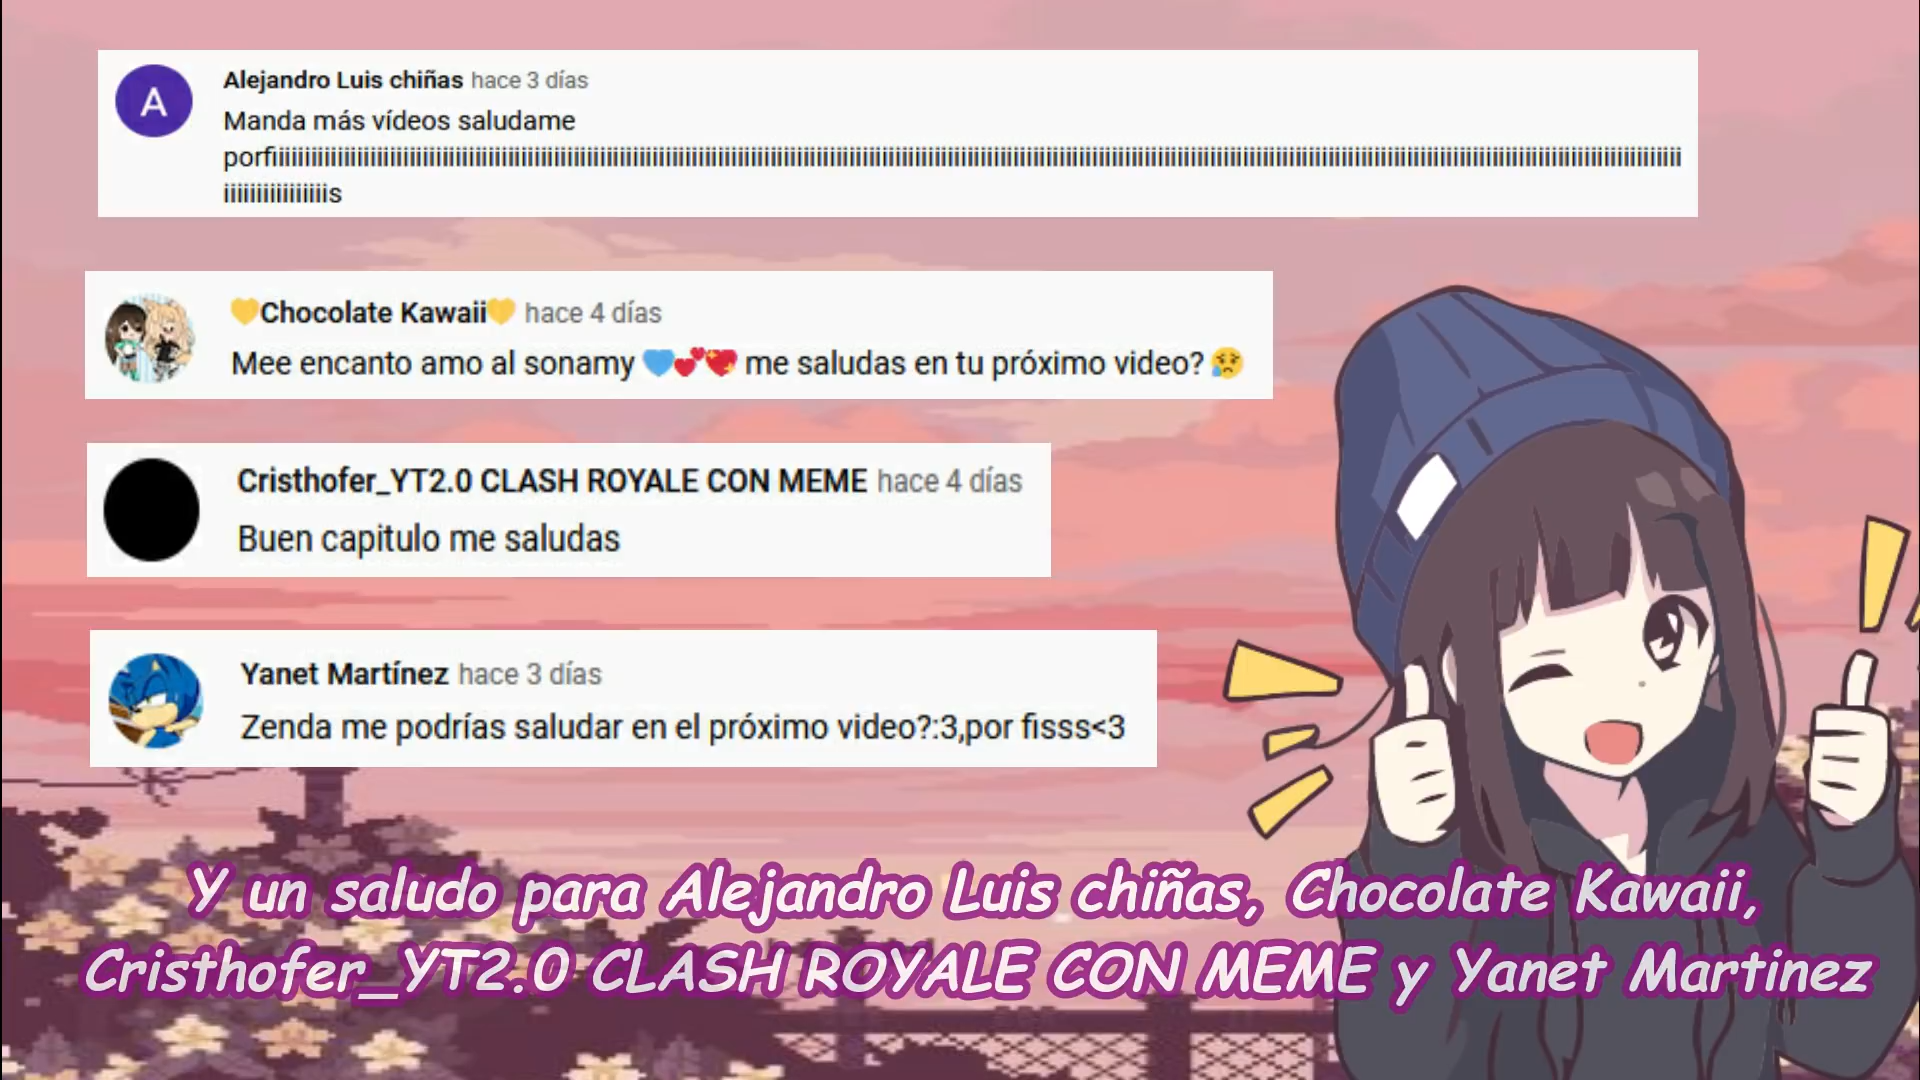 A
Alejandro Luis chiñas hace 3 días
Manda más vídeos saludame
porfiiiiiiiiiiiiiiiiiiiiiiiiiiiiiiiiiiiiiiiiiiiiiiiiiiiiiiiiiiiiiiiiiiiiiiiiiiiiiiiiiiiiiiiiiiiiiiiiiiiiiiiiiiiiiiiiiiiiiiiiiiiiiiiiiiiiiiiiiiiiiiiiiiiiiiiiiiiiiiiiiiiiiiiiiiiiiiiiiiiiiiiiiiiiiiiiiiiiiiiiiiiiiiiiiiiiiiiiiiiiiiii
iiiiiiiiiiiiiiiis
💛Chocolate Kawaii💛 hace 4 días
Mee encanto amo al sonamy 💙💕💖 me saludas en tu próximo video? 😢
Cristhofer_YT2.0 CLASH ROYALE CON MEME hace 4 días
Buen capitulo me saludas
Yanet Martínez hace 3 días
Zenda me podrías saludar en el próximo video?:3,por fisss<3
Y un saludo para Alejandro Luis chiñas, Chocolate Kawaii,
Cristhofer_YT2.0 CLASH ROYALE CON MEME y Yanet Martinez